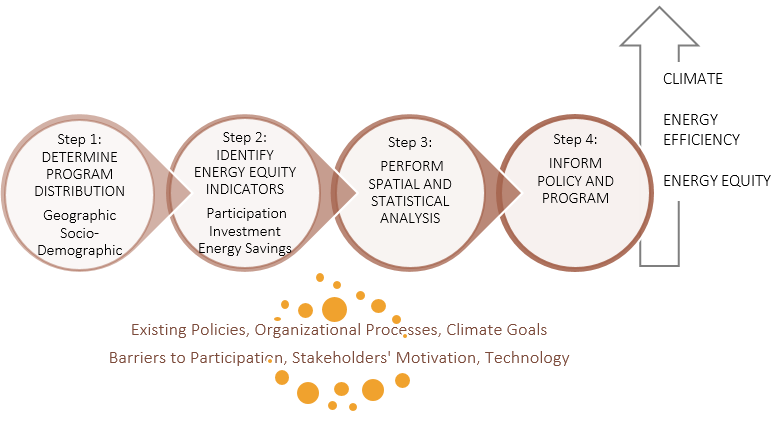 Step 1:
DETERMINE
PROGRAM
DISTRIBUTION
Geographic
Socio-
Demographic
Step 2:
IDENTIFY
ENERGY EQUITY
INDICATORS
Participation
Investment
Energy Savings
Step 3:
PERFORM
SPATIAL AND
STATISTICAL
ANALYSIS
Step 4:
INFORM
POLICY AND
PROGRAM
CLIMATE
ENERGY
EFFICIENCY
ENERGY EQUITY
Existing Policies, Organizational Processes, Climate Goals
Barriers to Participation, Stakeholders' Motivation, Technology